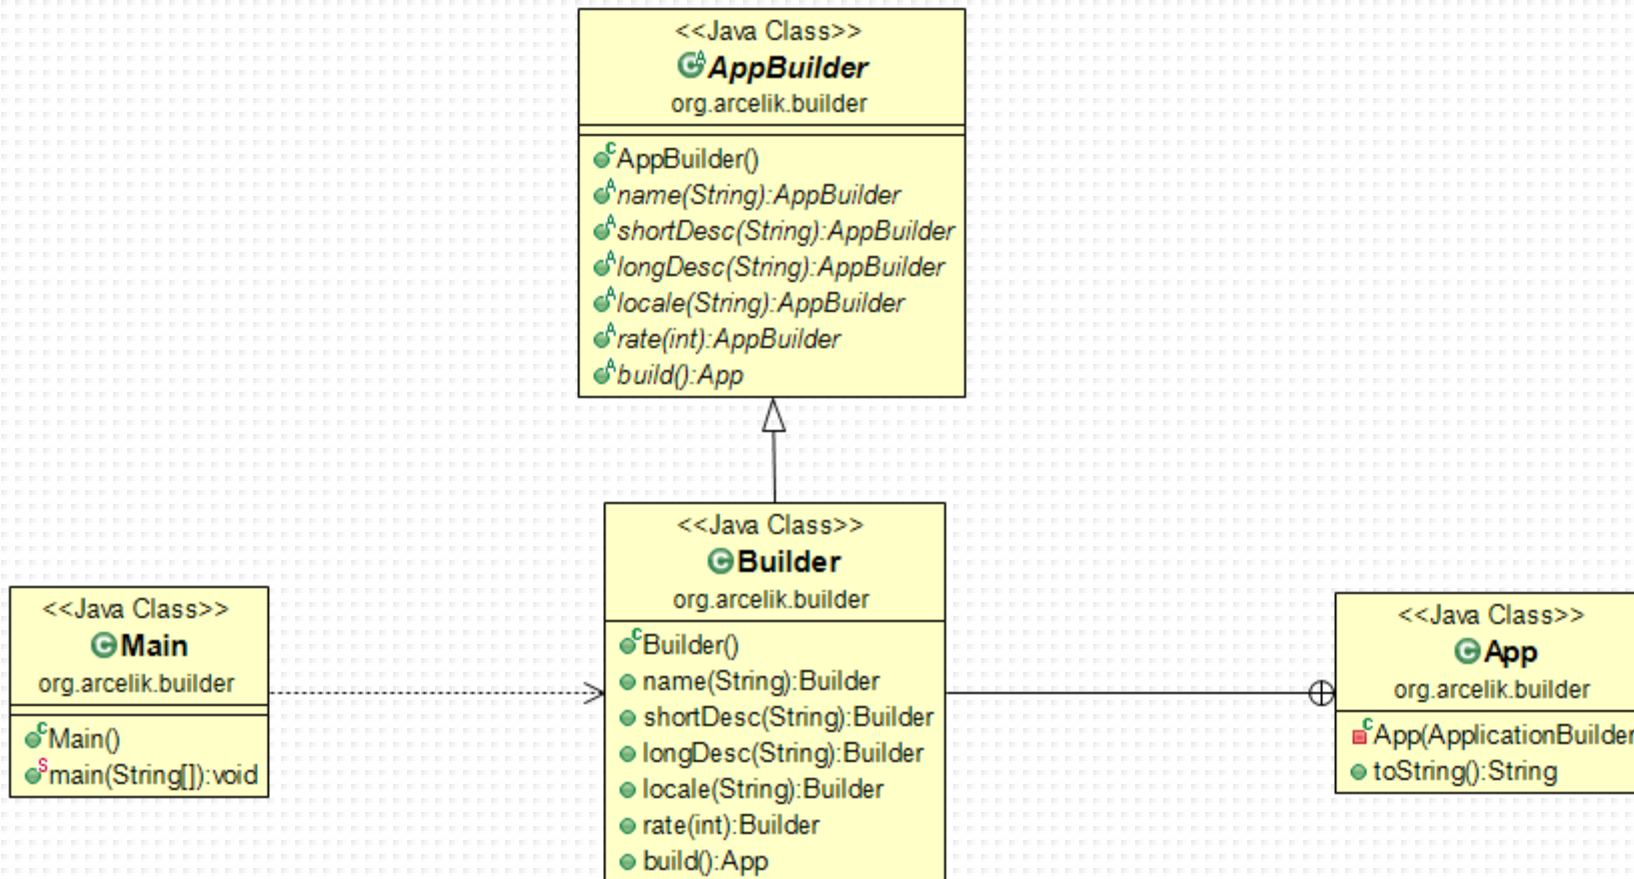 <<Java Class>>
AppBuilder
org.arcelik.builder
AppBuilder()
name(String):AppBuilder
shortDesc(String):AppBuilder
longDesc(String):AppBuilder
locale(String):AppBuilder
rate(int):AppBuilder
build():App
<<Java Class>>
Main
org.arcelik.builder
Main()
main(String[]):void
<<Java Class>>
Builder
org.arcelik.builder
Builder()
name(String):Builder
shortDesc(String):Builder
longDesc(String):Builder
locale(String):Builder
rate(int):Builder
build():App
<<Java Class>>
App
org.arcelik.builder
App(ApplicationBuilder
toString():String